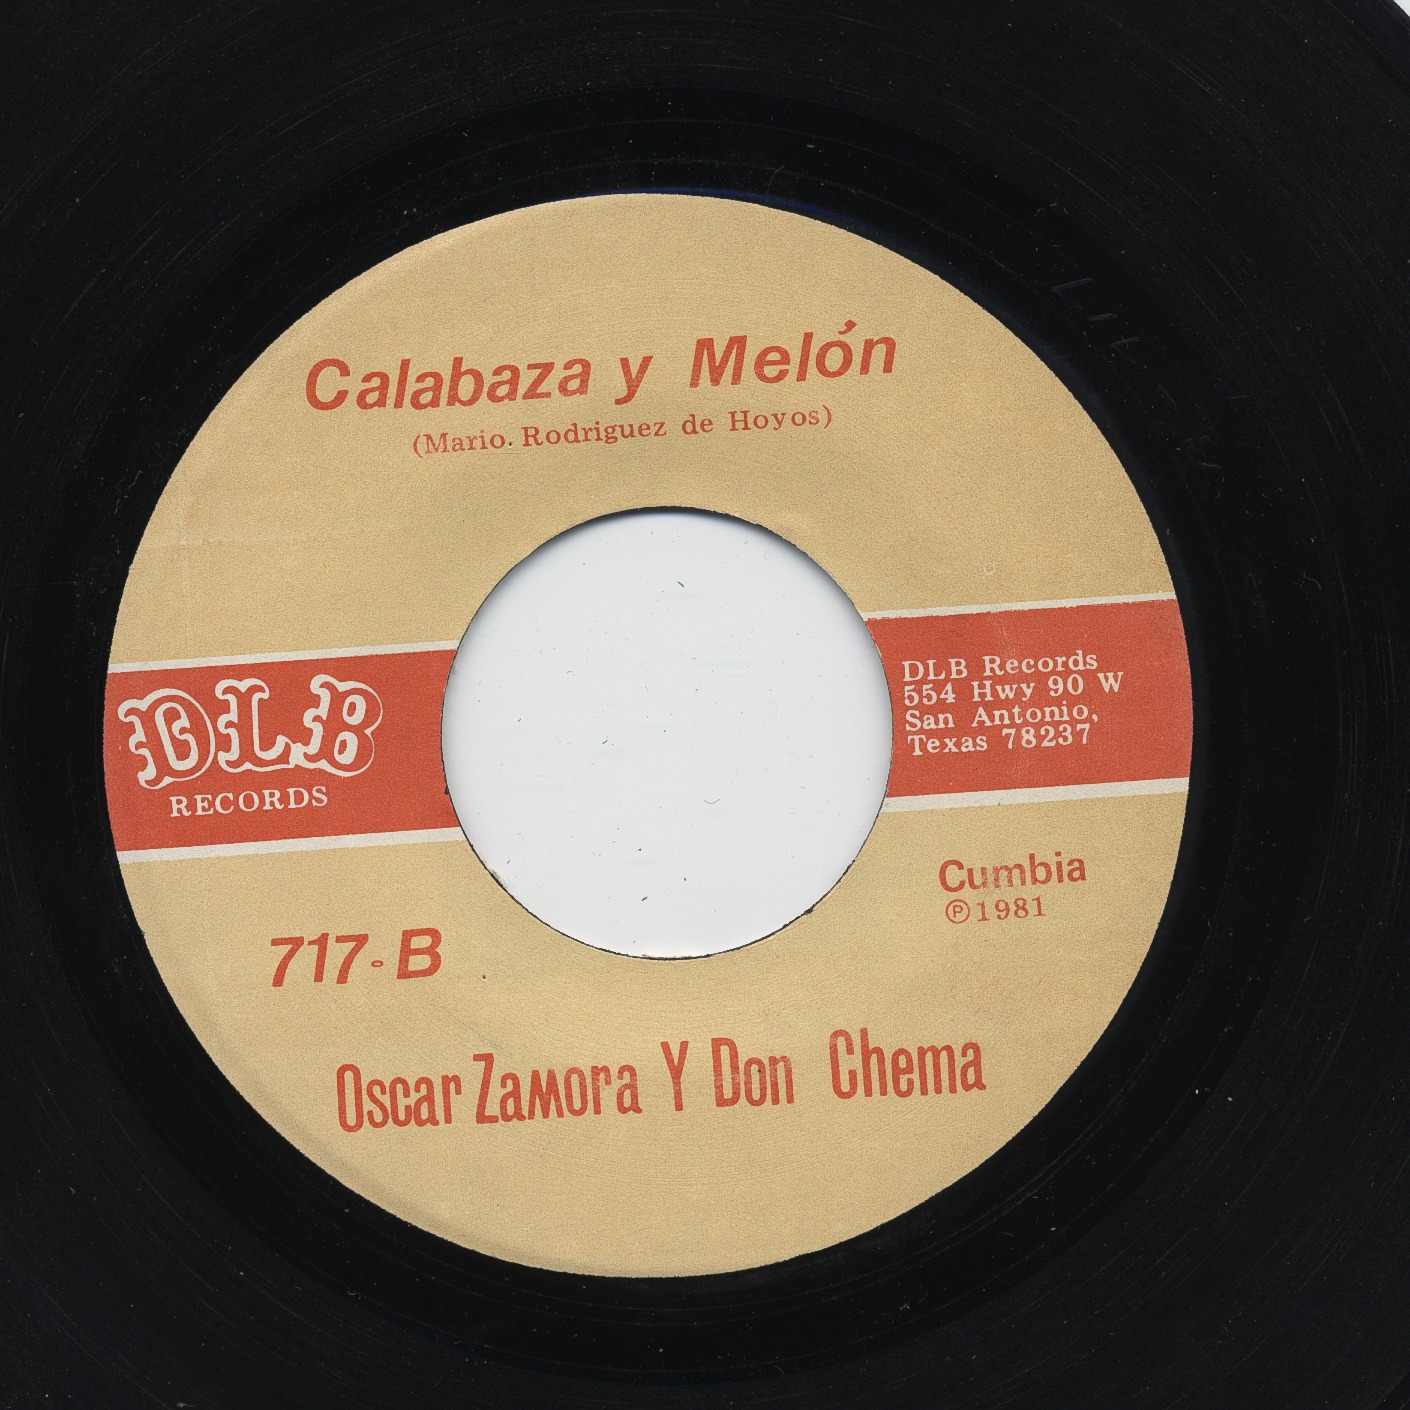 Calabaza y Melón
(Mario. Rodriguez de Hoyos)
DLB
RECORDS
DLB Records
554 Hwy 90 W
San Antonio,
Texas 78237
Cumbia
Ⓟ1981
717-B
Oscar Zamora Y Don Chema